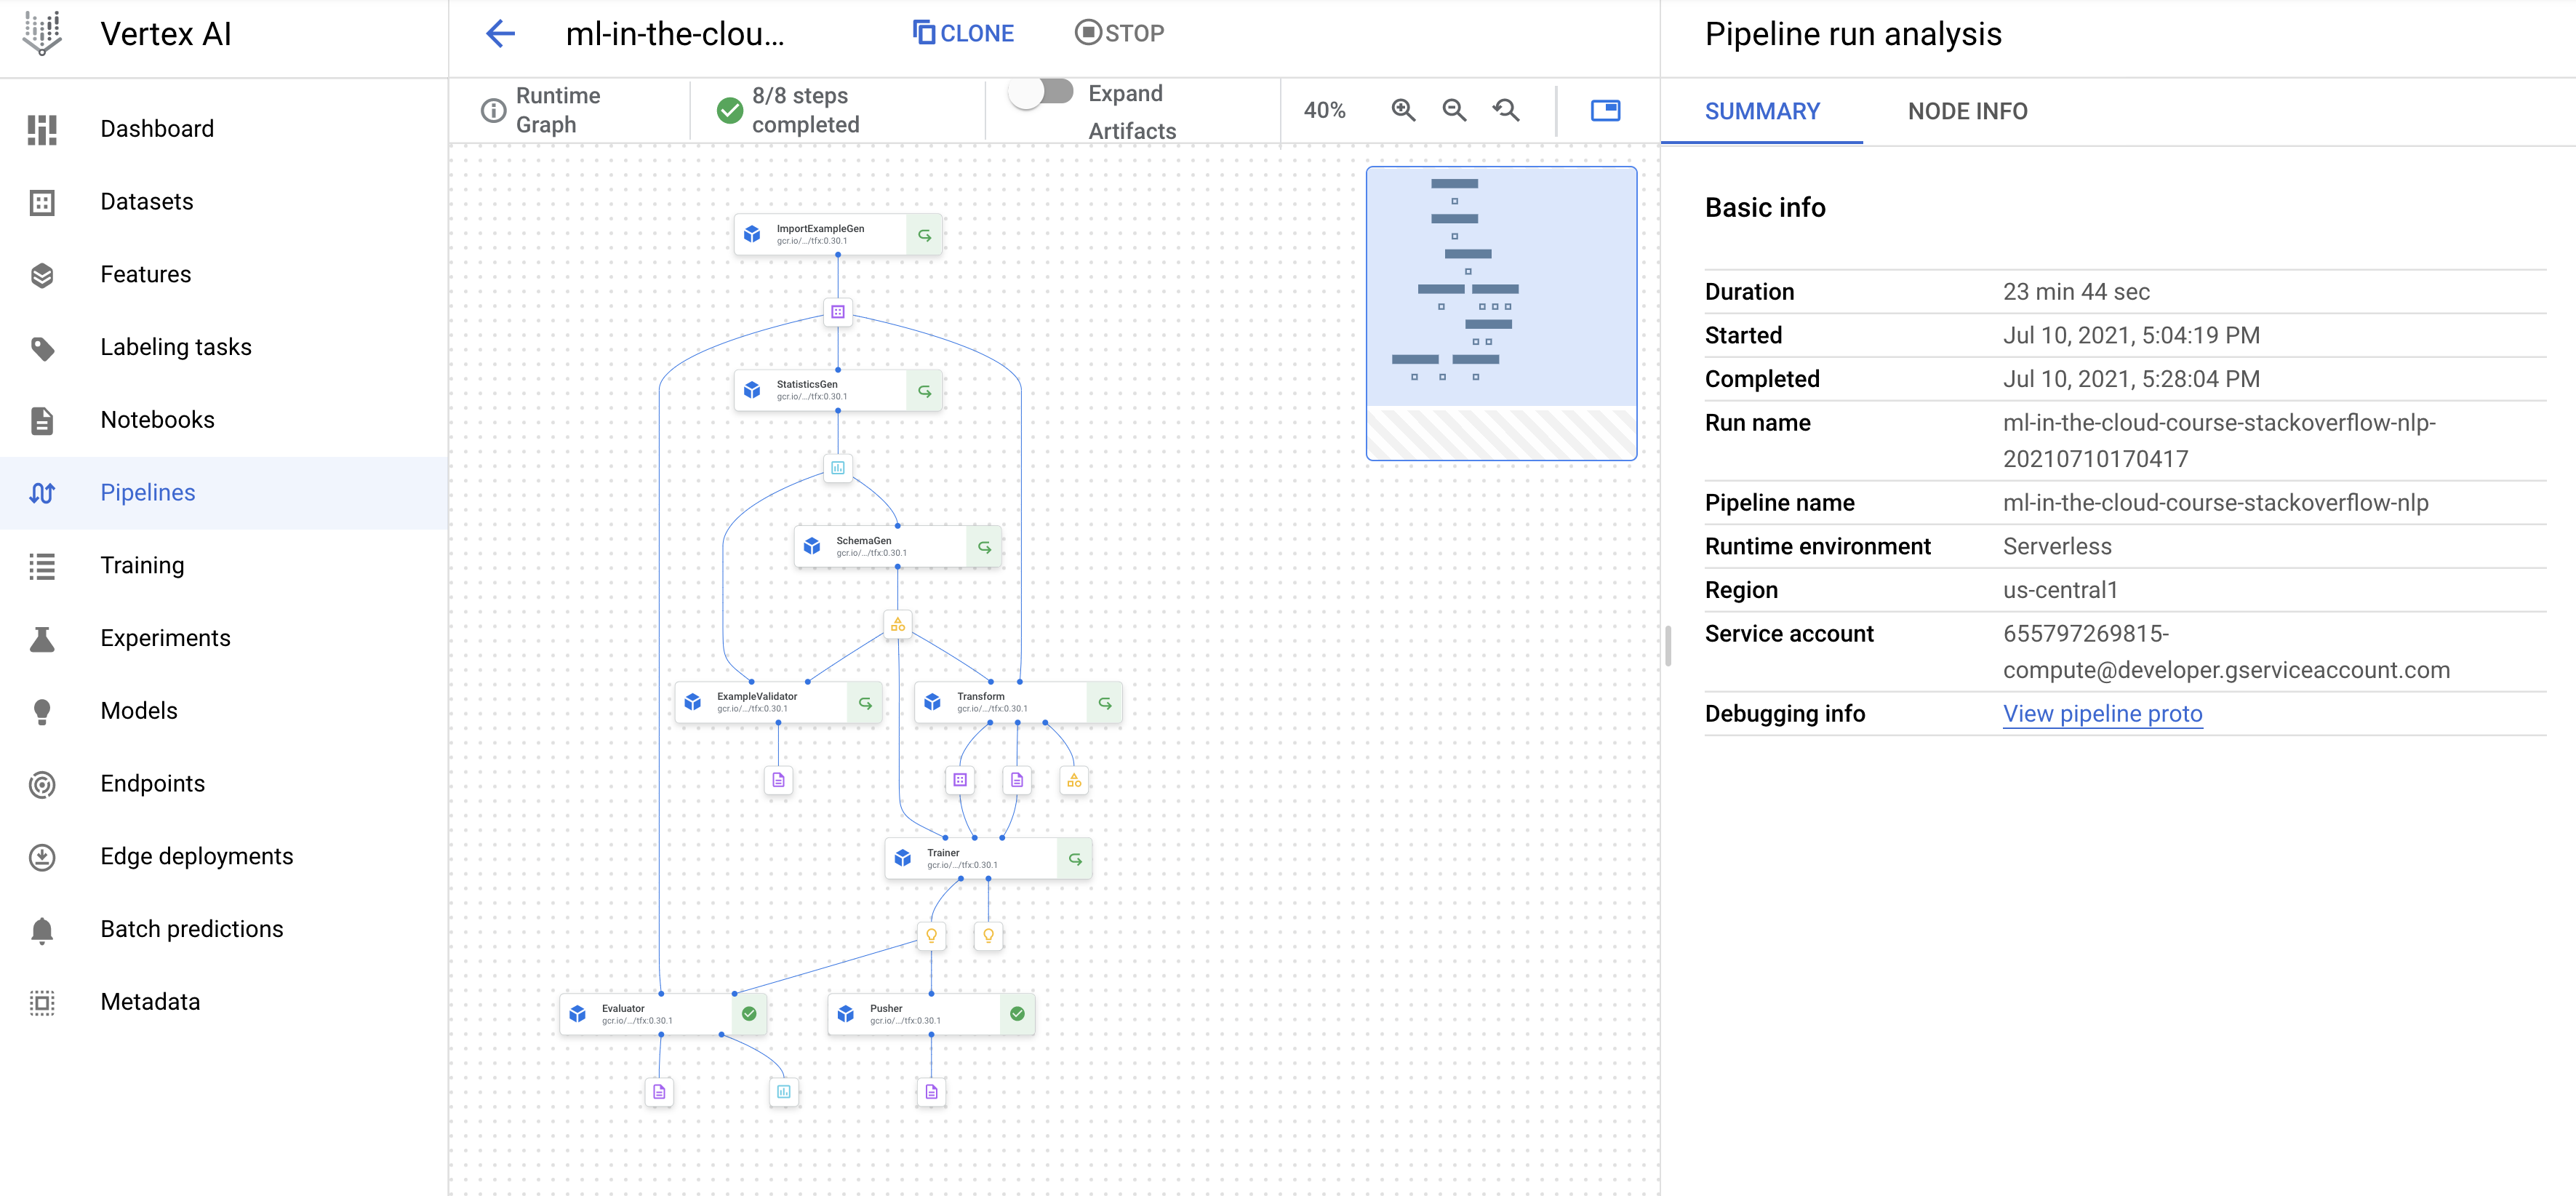 Vertex AI
Dashboard
Datasets
Features
Labeling tasks
Notebooks
Pipelines
Training
Experiments
Models
Endpoints
Edge deployments
Batch predictions
Metadata
ml-in-the-clou...
CLONE
STOP
Runtime
Graph
8/8 steps
completed
Expand
Artifacts
40%
ImportExampleGen
gcr.io/.../tfx:0.30.1
StatisticsGen
gcr.io/.../tfx:0.30.1
SchemaGen
gcr.io/.../tfx:0.30.1
ExampleValidator
gcr.io/.../tfx:0.30.1
Transform
gcr.io/.../tfx:0.30.1
Trainer
gcr.io/.../tfx:0.30.1
Evaluator
gcr.io/.../tfx:0.30.1
Pusher
gcr.io/.../tfx:0.30.1
Pipeline run analysis
SUMMARY
NODE INFO
Basic info
Duration 23 min 44 sec
Started Jul 10, 2021, 5:04:19 PM
Completed Jul 10, 2021, 5:28:04 PM
Run name ml-in-the-cloud-course-stackoverflow-nlp-
20210710170417
Pipeline name ml-in-the-cloud-course-stackoverflow-nlp
Runtime environment Serverless
Region us-central1
Service account 655797269815-
compute@developer.gserviceaccount.com
Debugging info View pipeline proto